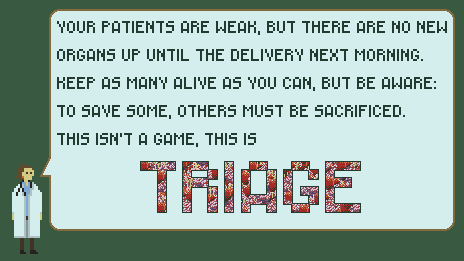 YOUR PATIENTS ARE WEAK, BUT THERE ARE NO NEW
ORGANS UP UNTIL THE DELIVERY NEXT MORNING.
KEEP AS MANY ALIVE AS YOU CAN, BUT BE AWARE:
TO SAVE SOME, OTHERS MUST BE SACRIFICED.
THIS ISN'T A GAME, THIS IS
TRIAGE